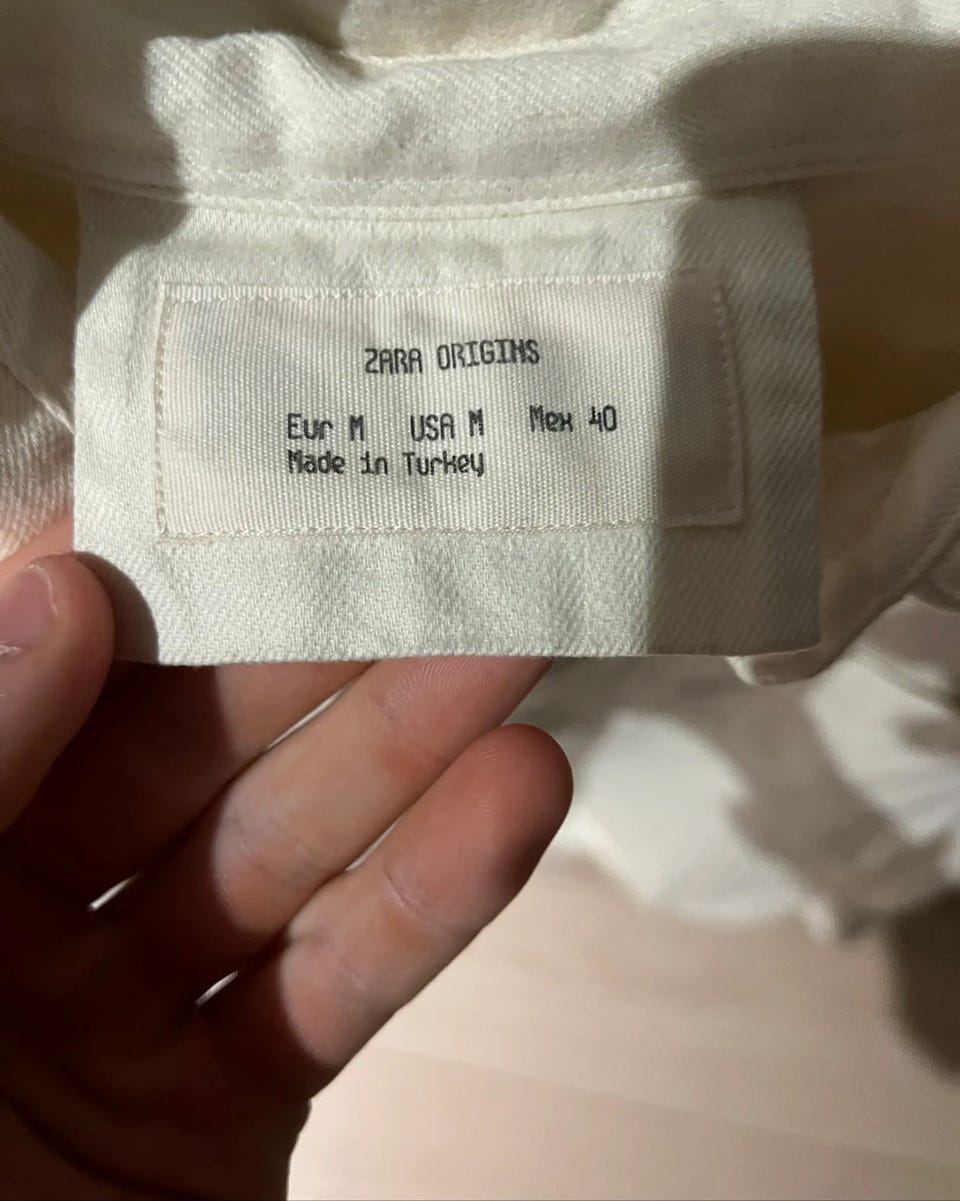 ZARA ORIGINS
Eur M USA M Mex 40
Made in Turkey